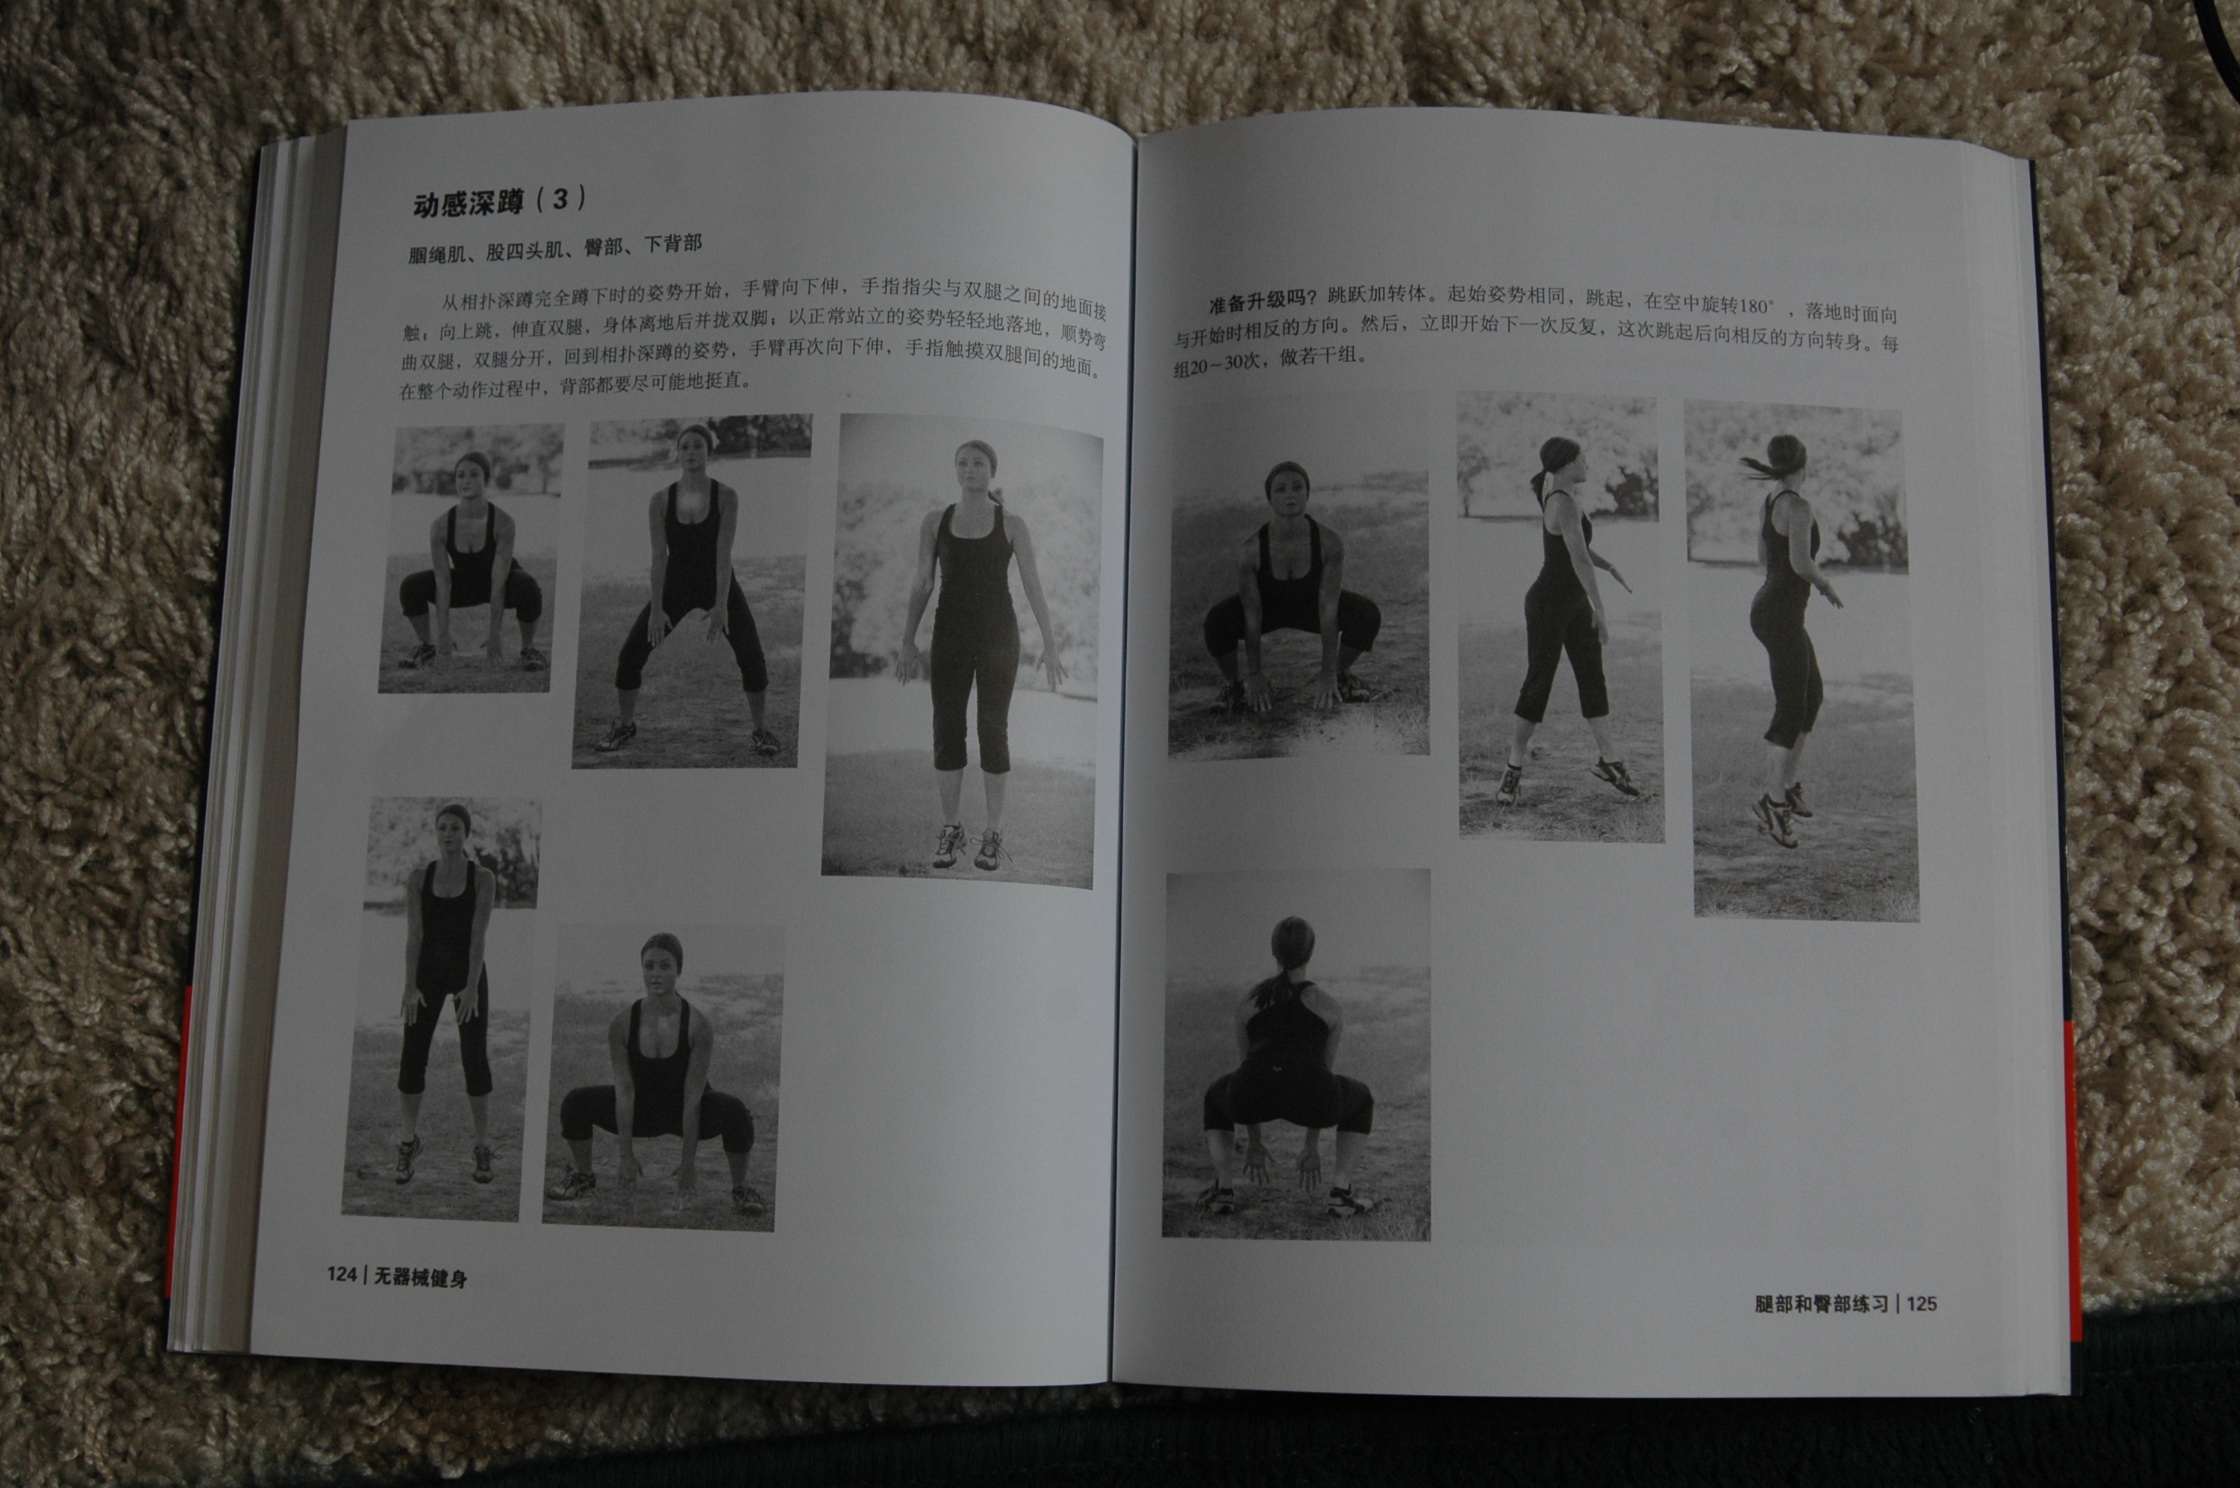 动感深蹲（3）
腘绳肌、股四头肌、臀部、下背部
从相扑深蹲完全蹲下时的姿势开始，手臂向下伸，手指指尖与双腿之间的地面接
触；向上跳，伸直双腿，身体离地后并拢双脚；以正常站立的姿势轻轻地落地，顺势弯
曲双腿，双腿分开，回到相扑深蹲的姿势，手臂再次向下伸，手指触摸双腿间的地面。
在整个动作过程中，背部都要尽可能地挺直。
124 | 无器械健身
准备升级吗？跳跃加转体。起始姿势相同，跳起，在空中旋转180°，落地时面向
与开始时相反的方向。然后，立即开始下一次反复，这次跳起后向相反的方向转身。每
组20～30次，做若干组。
腿部和臀部练习 | 125